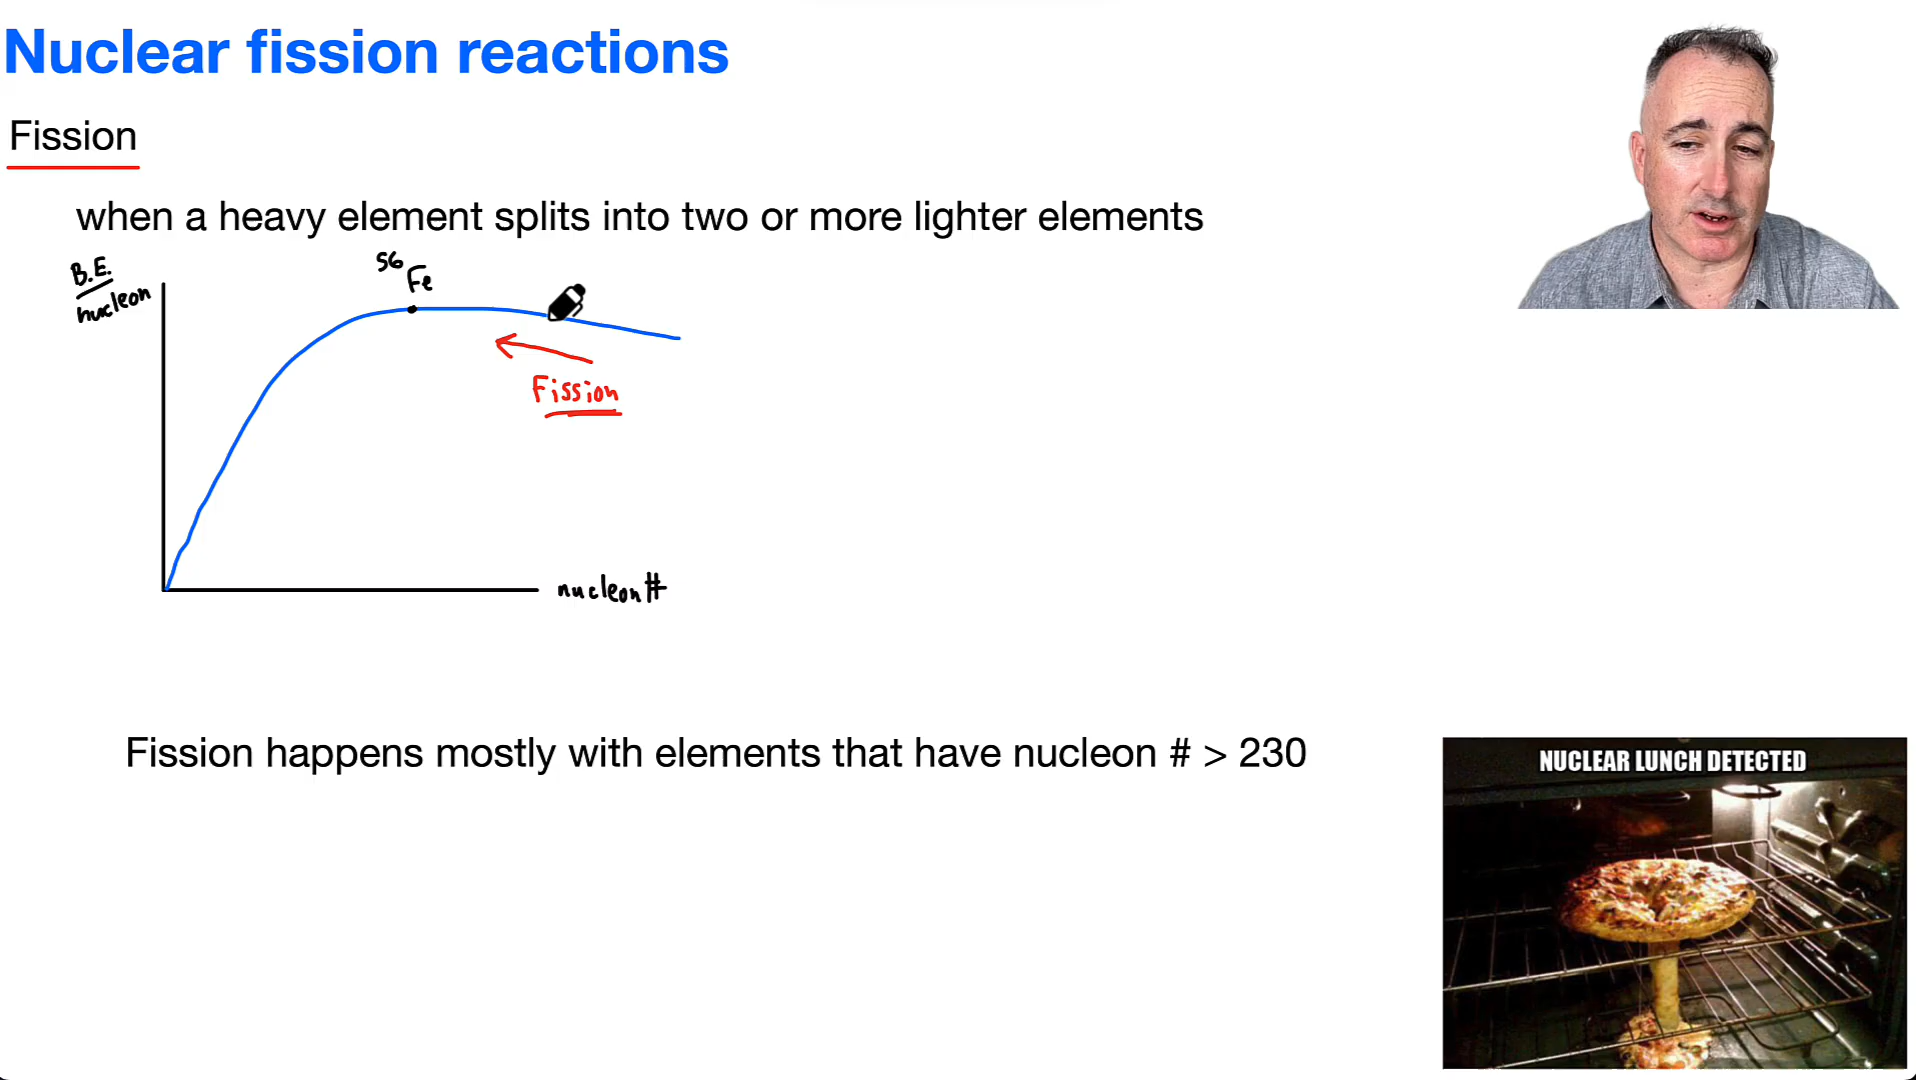 Nuclear fission reactions
Fission
when a heavy element splits into two or more lighter elements
B.E.
nucleon
56
Fe
Fission
nucleon #
Fission happens mostly with elements that have nucleon # > 230
NUCLEAR LUNCH DETECTED